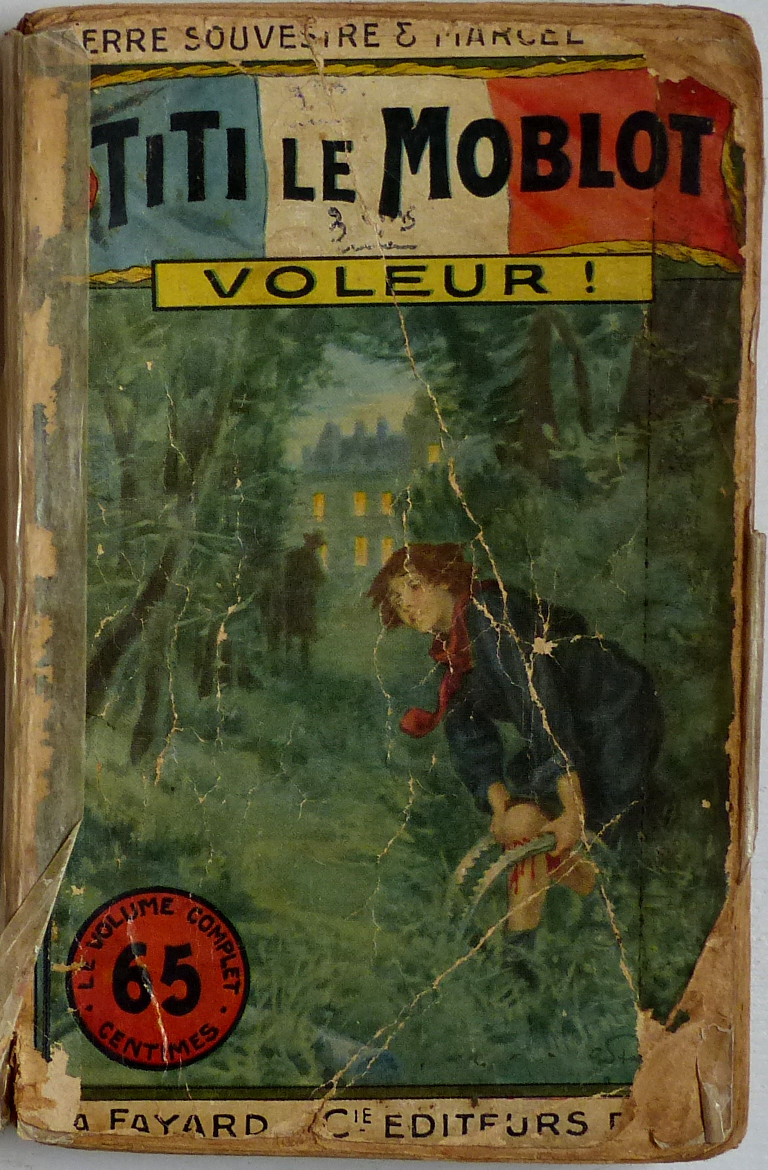 ERRE SOUVESTRE & MARCEL
TITI LE MOBLOT
VOLEUR !
LE VOLUME COMPLET
65
CENTIMES
A FAYARD CIE EDITEURS